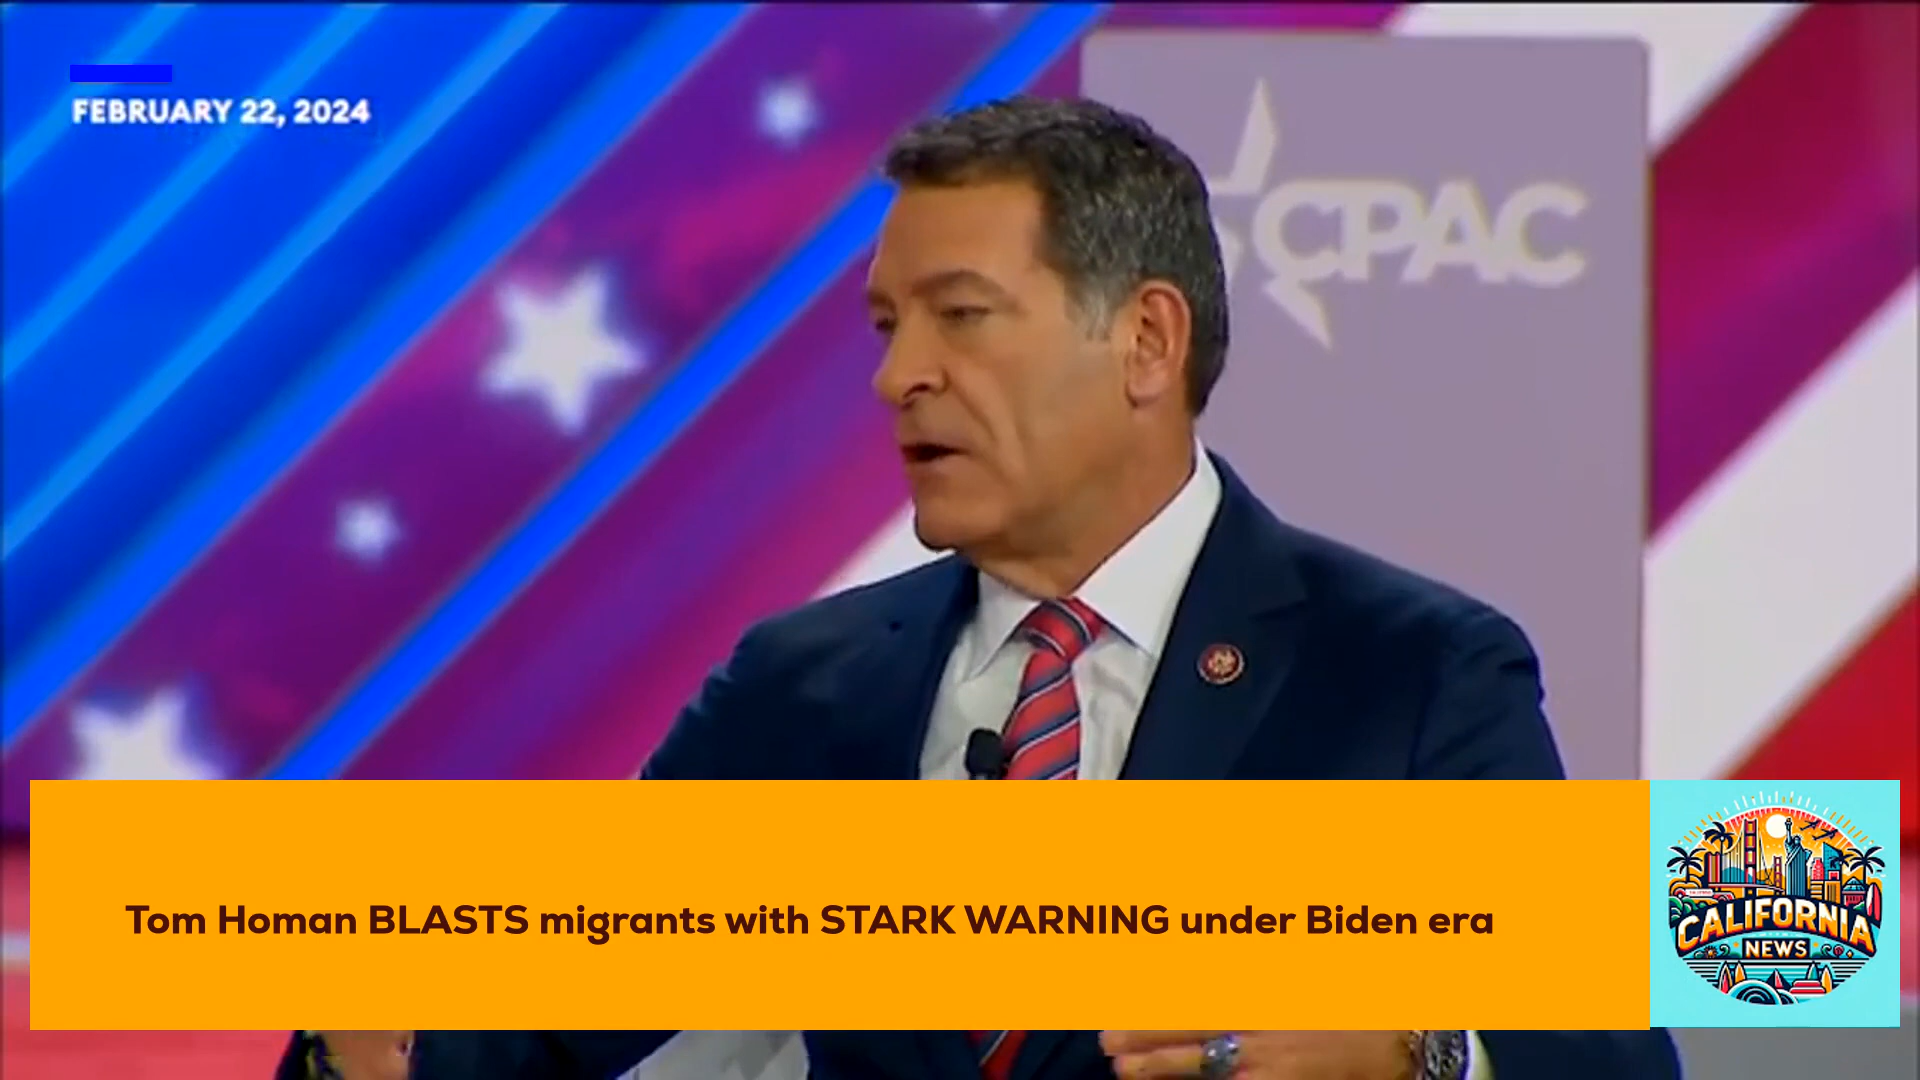 FEBRUARY 22, 2024
CPAC
Tom Homan BLASTS migrants with STARK WARNING under Biden era
CALIFORNIA
NEWS